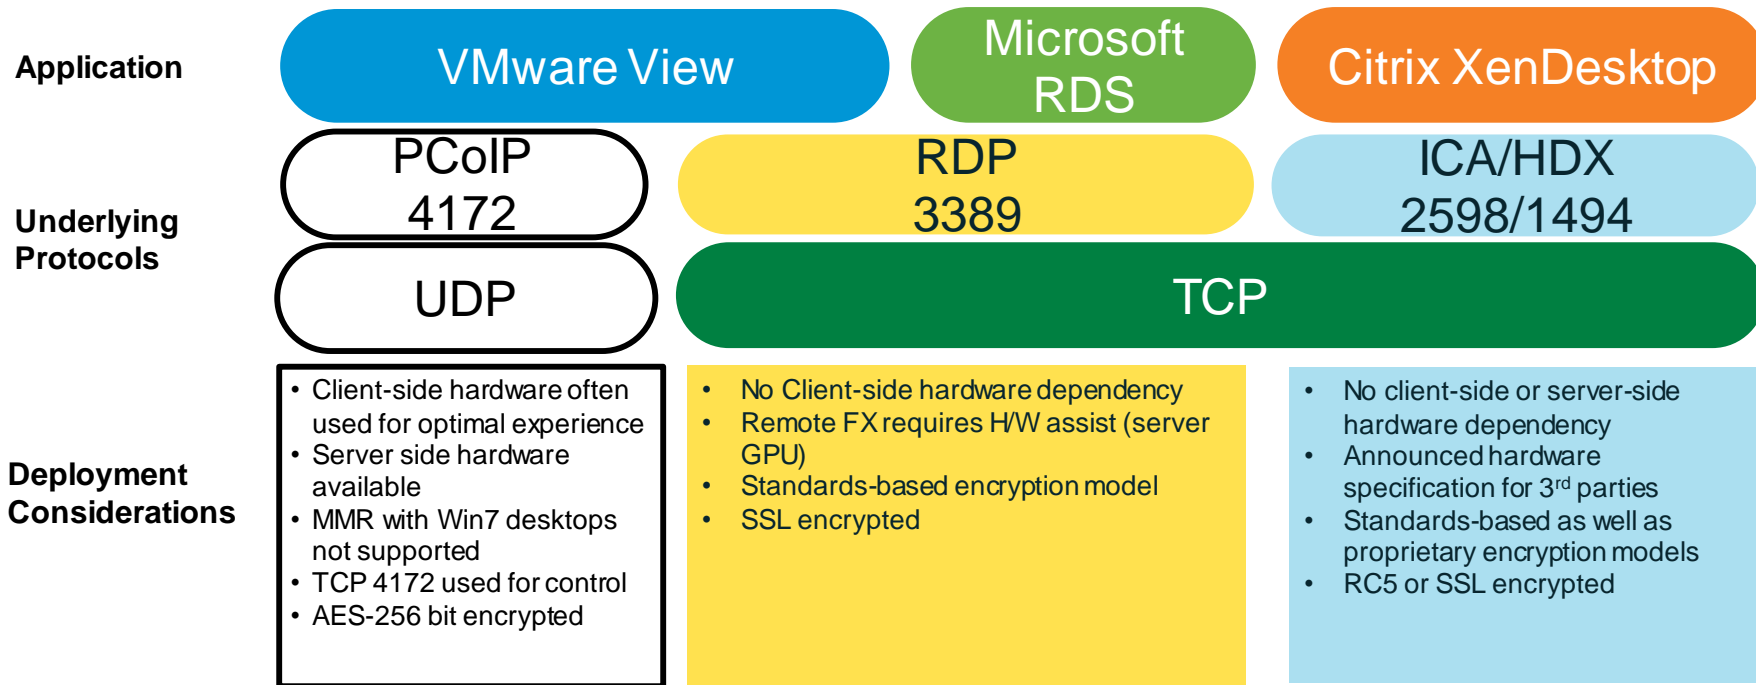 Application
VMware View
Microsoft
RDS
Citrix XenDesktop
Underlying
Protocols
PCoIP
4172
RDP
3389
ICA/HDX
2598/1494
UDP
TCP
Deployment
Considerations
• Client-side hardware often
used for optimal experience
• Server side hardware
available
• MMR with Win7 desktops
not supported
• TCP 4172 used for control
• AES-256 bit encrypted
• No Client-side hardware dependency
• Remote FX requires H/W assist (server
GPU)
• Standards-based encryption model
• SSL encrypted
• No client-side or server-side
hardware dependency
• Announced hardware
specification for 3rd parties
• Standards-based as well as
proprietary encryption models
• RC5 or SSL encrypted